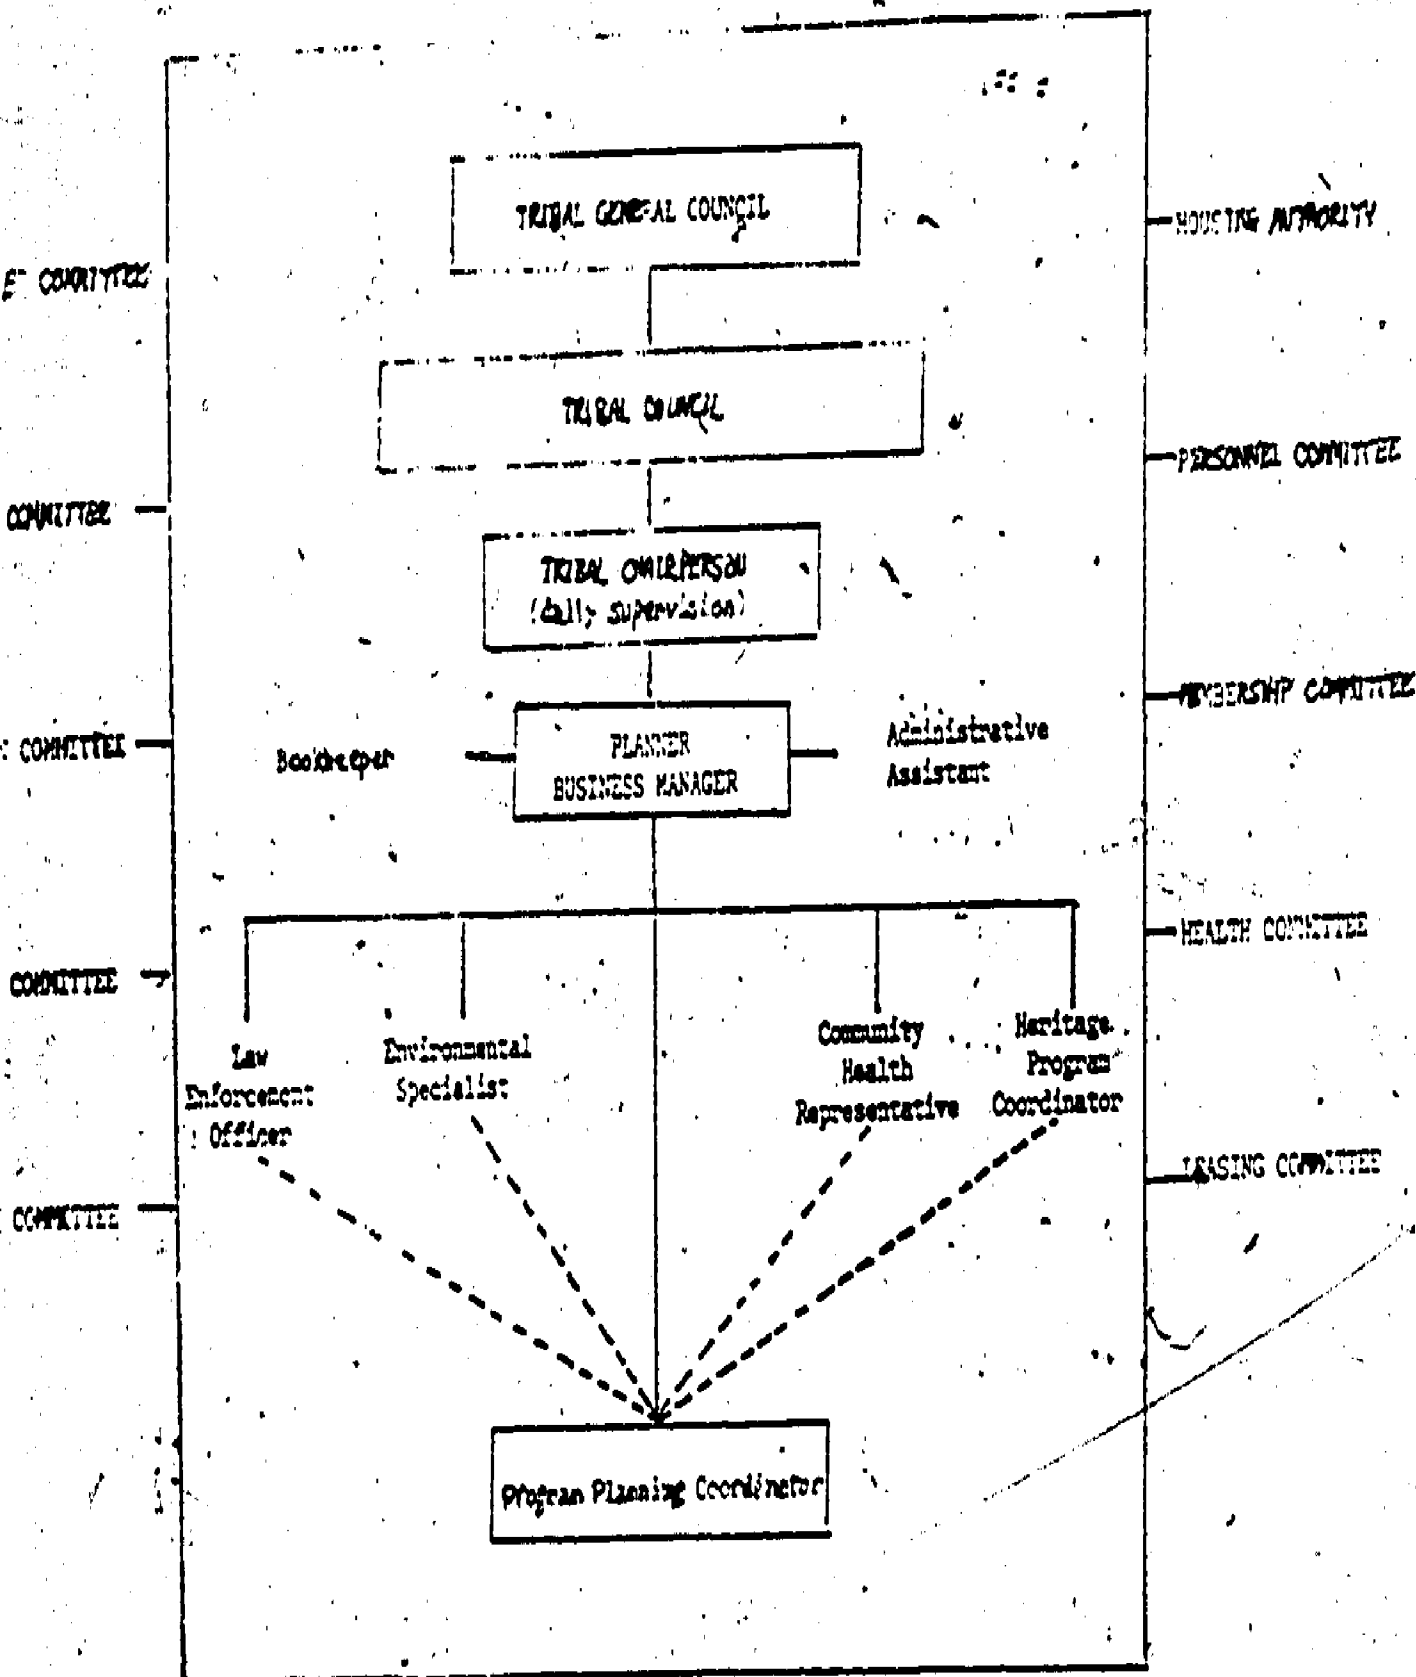 TRIBAL GENERAL COUNCIL
HOUSING AUTHORITY
COMMITTEE
TRIBAL COUNCIL
PERSONNEL COMMITTEE
COMMITTEE
TRIBAL CHAIRPERSON
(daily supervision)
MEMBERSHIP COMMITTEE
COMMITTEE
Bookkeeper
PLANNER
BUSINESS MANAGER
Administrative
Assistant
HEALTH COMMITTEE
COMMITTEE
Law
Enforcement
Officer
Environmental
Specialist
Community
Health
Representative
Heritage
Program
Coordinator
LEASING COMMITTEE
COMMITTEE
Program Planning Coordinator